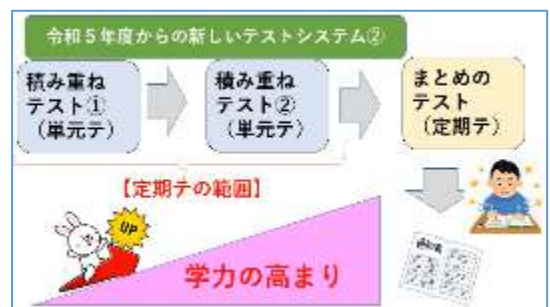 令和５年度からの新しいテストシステム②
積み重ね
テスト①
（単元テ）
積み重ね
テスト②
（単元テ）
まとめの
テスト
（定期テ）
【定期テの範囲】
UP
学力の高まり